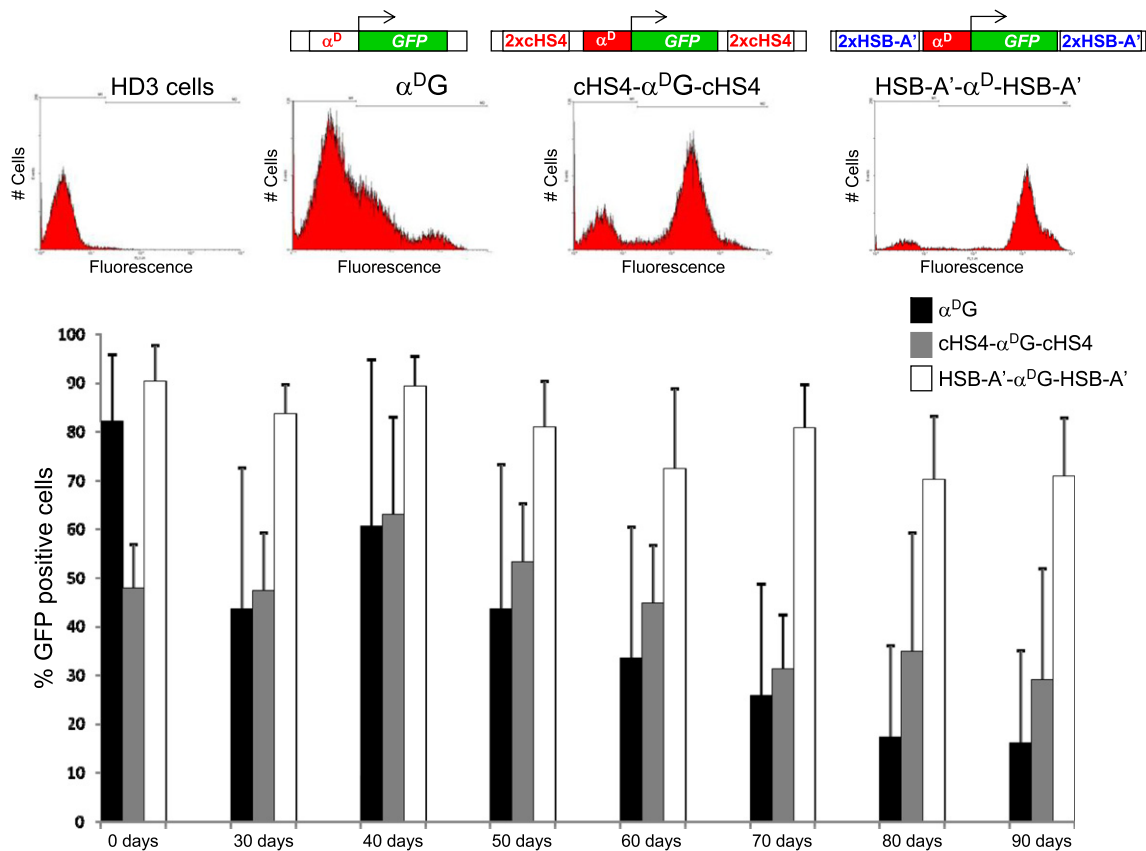 αᴰ GFP
2xcHS4 αᴰ GFP 2xcHS4
2xHSB-A’ αᴰ GFP 2xHSB-A’
HD3 cells
αᴰG
cHS4-αᴰG-cHS4
HSB-A’-αᴰ-HSB-A’
# Cells
# Cells
# Cells
# Cells
Fluorescence
Fluorescence
Fluorescence
Fluorescence
αᴰG
cHS4-αᴰG-cHS4
HSB-A’-αᴰG-HSB-A’
% GFP positive cells
100
90
80
70
60
50
40
30
20
10
0
0 days
30 days
40 days
50 days
60 days
70 days
80 days
90 days